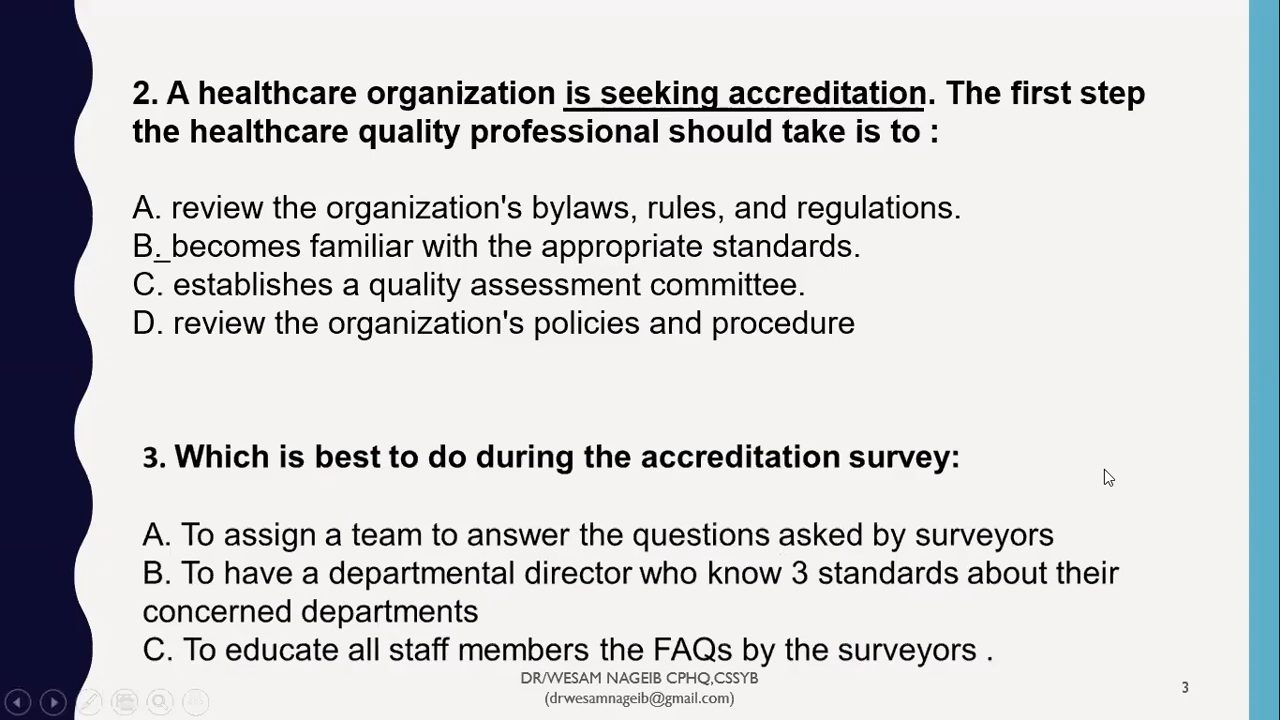 2. A healthcare organization is seeking accreditation. The first step
the healthcare quality professional should take is to :
A. review the organization's bylaws, rules, and regulations.
B. becomes familiar with the appropriate standards.
C. establishes a quality assessment committee.
D. review the organization's policies and procedure
3. Which is best to do during the accreditation survey:
A. To assign a team to answer the questions asked by surveyors
B. To have a departmental director who know 3 standards about their
concerned departments
C. To educate all staff members the FAQs by the surveyors .
DR/WESAM NAGEIB CPHQ,CSSYB
(drwesamnageib@gmail.com)
3